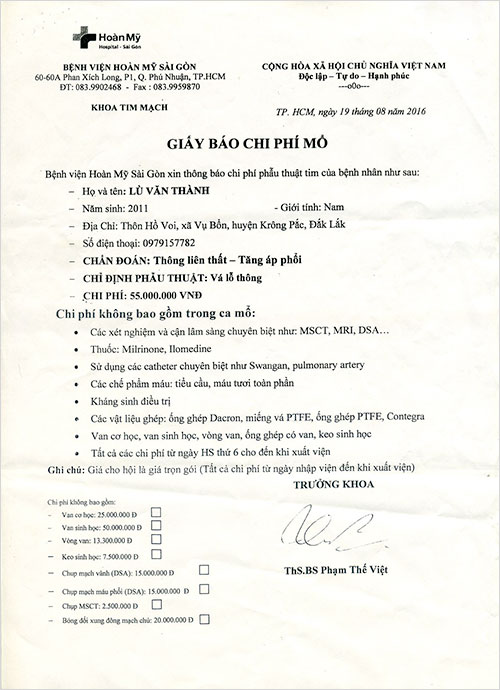 Hoàn Mỹ
Hospital - Sài Gòn
BỆNH VIỆN HOÀN MỸ SÀI GÒN
60-60A Phan Xích Long, P1, Q. Phú Nhuận, TP.HCM
ĐT: 083.9902468 - Fax : 083.9959870
KHOA TIM MẠCH
CỘNG HÒA XÃ HỘI CHỦ NGHĨA VIỆT NAM
Độc lập – Tự do – Hạnh phúc
---o0o---
TP. HCM, ngày 19 tháng 08 năm 2016
GIẤY BÁO CHI PHÍ MỔ
Bệnh viện Hoàn Mỹ Sài Gòn xin thông báo chi phí phẫu thuật tim của bệnh nhân như sau:
– Họ và tên: LÙ VĂN THÀNH
– Năm sinh: 2011 - Giới tính: Nam
– Địa Chỉ: Thôn Hồ Voi, xã Vụ Bổn, huyện Krông Pắc, Đắk Lắk
– Số điện thoại: 0979157782
– CHẨN ĐOÁN: Thông liên thất – Tăng áp phổi
– CHỈ ĐỊNH PHẪU THUẬT: Vá lỗ thông
– CHI PHÍ: 55.000.000 VNĐ
Chi phí không bao gồm trong ca mổ:
• Các xét nghiệm và cận lâm sàng chuyên biệt như: MSCT, MRI, DSA…
• Thuốc: Milrinone, Ilomedine
• Sử dụng các catheter chuyên biệt như Swangan, pulmonary artery
• Các chế phẩm máu: tiểu cầu, máu tươi toàn phần
• Kháng sinh điều trị
• Các vật liệu ghép: ống ghép Dacron, miếng vá PTFE, ống ghép PTFE, Contegra
• Van cơ học, van sinh học, vòng van, ống ghép có van, keo sinh học
• Tất cả các chi phí từ ngày HS thứ 6 cho đến khi xuất viện
Ghi chú: Giá cho hội là giá trọn gói (Tất cả chi phí từ ngày nhập viện đến khi xuất viện)
TRƯỞNG KHOA
Chi phí không bao gồm:
– Van cơ học: 25.000.000 Đ
– Van sinh học: 50.000.000 Đ
– Vòng van: 13.300.000 Đ
– Keo sinh học: 7.500.000 Đ
– Chụp mạch vành (DSA): 15.000.000 Đ
– Chụp mạch máu phổi (DSA): 15.000.000 Đ
– Chụp MSCT: 2.500.000 Đ
– Bóng đối xung động mạch chủ: 20.000.000 Đ
ThS.BS Phạm Thế Việt